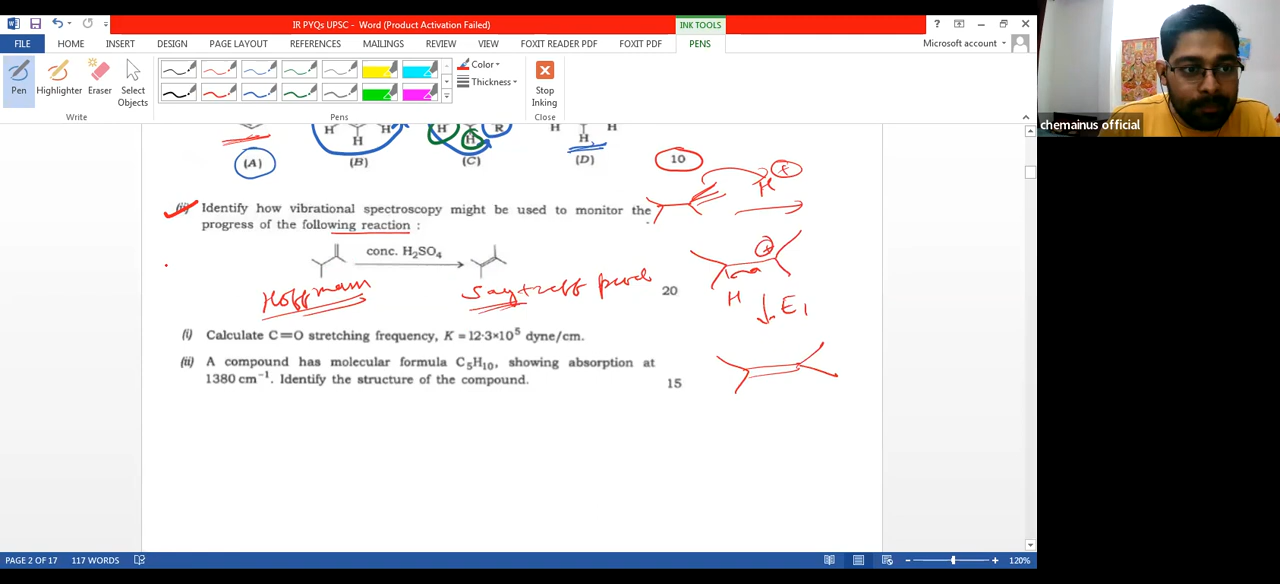 IR PYQs UPSC - Word (Product Activation Failed)
INK TOOLS
?
FILE
HOME
INSERT
DESIGN
PAGE LAYOUT
REFERENCES
MAILINGS
REVIEW
VIEW
FOXIT READER PDF
FOXIT PDF
PENS
Microsoft account
Pen
Highlighter
Eraser
Select
Objects
Color
Thickness
Stop
Inking
Write
Pens
Close
chemainus official
H H H R H H
H H H
(A) (B) (C) (D) 10
H +
(ii) Identify how vibrational spectroscopy might be used to monitor the
progress of the following reaction :
conc. H2SO4
Hoffmann
Saytzeff prod
20
+
H
E1
(i) Calculate C=O stretching frequency, K = 12·3×10⁵ dyne/cm.
(ii) A compound has molecular formula C5H10, showing absorption at
1380 cm⁻¹. Identify the structure of the compound.
15
PAGE 2 OF 17
117 WORDS
120%